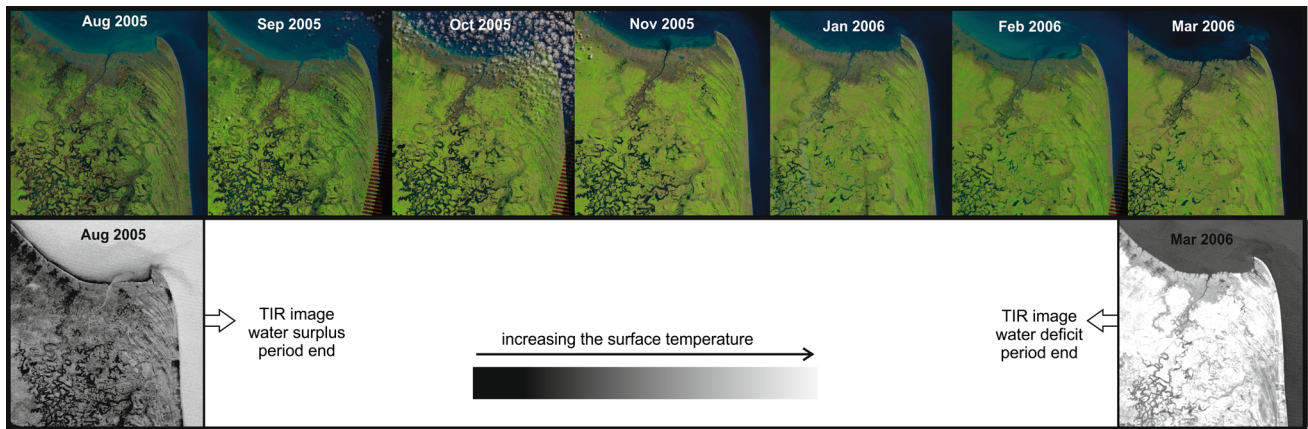 Aug 2005
Sep 2005
Oct 2005
Nov 2005
Jan 2006
Feb 2006
Mar 2006
Aug 2005
TIR image
water surplus
period end
increasing the surface temperature
TIR image
water deficit
period end
Mar 2006